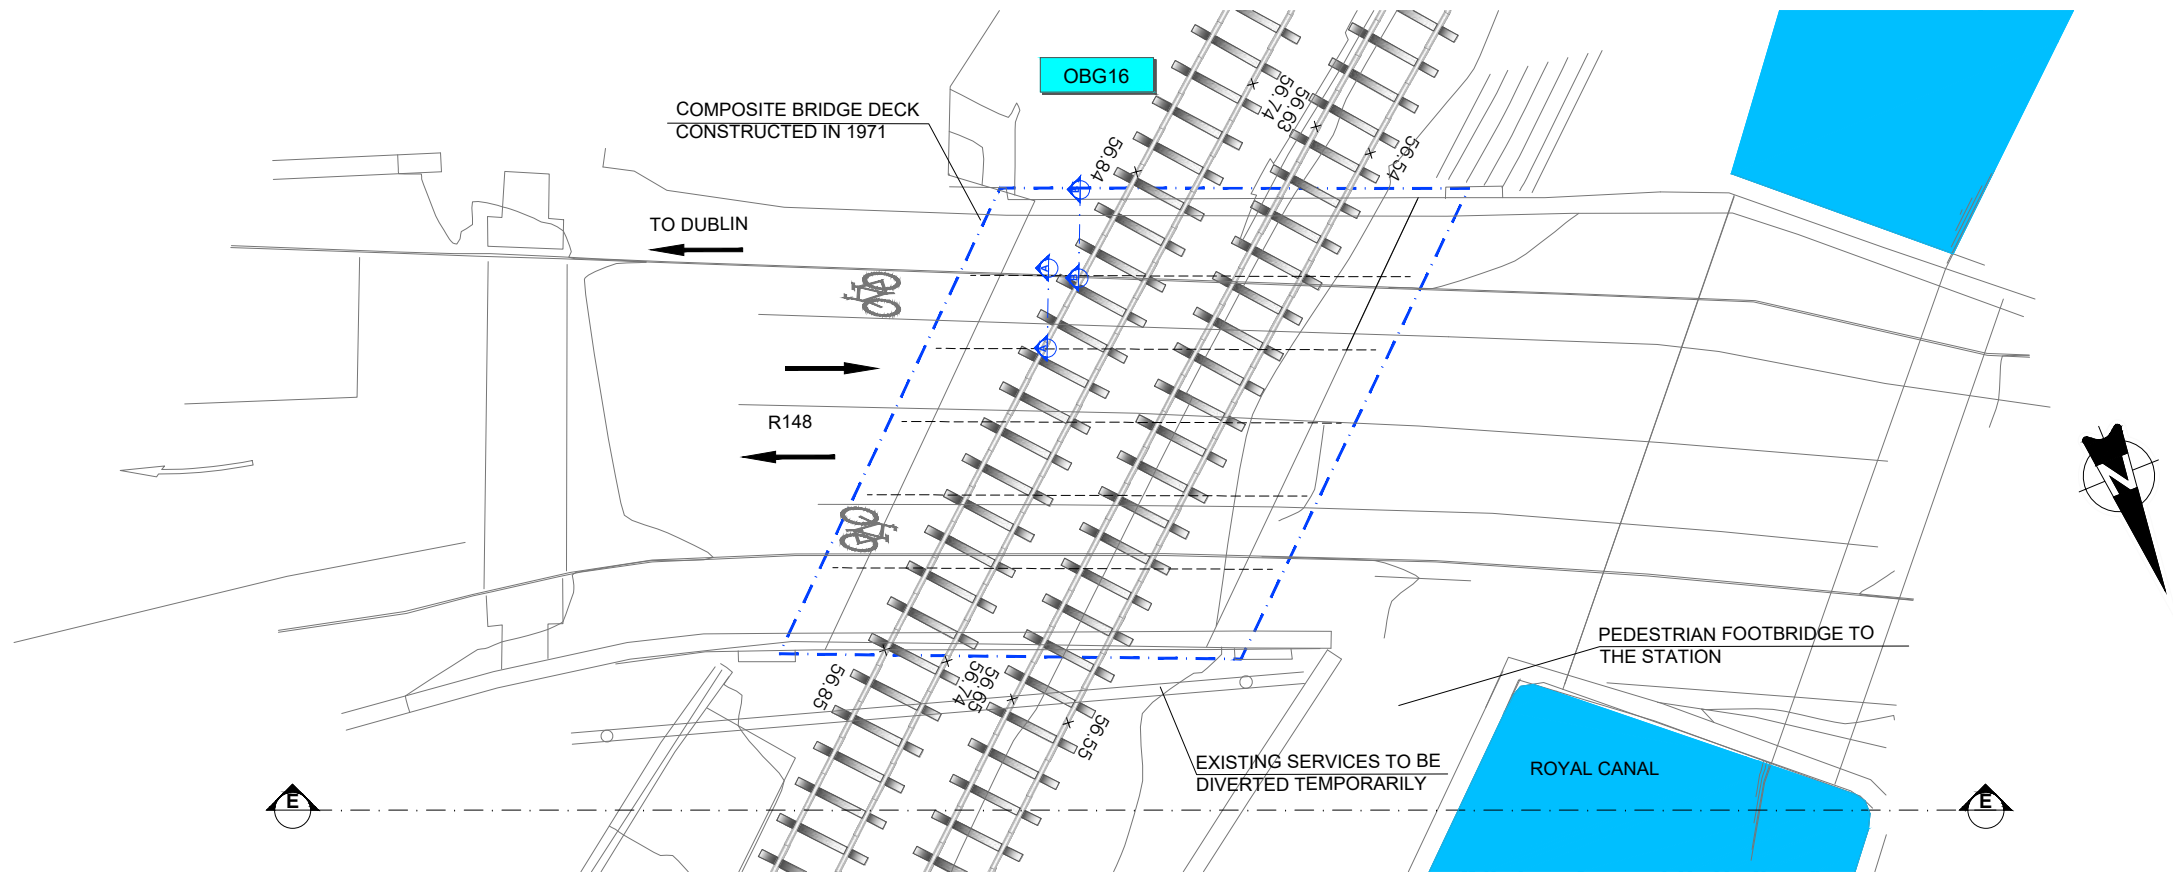 OBG16
COMPOSITE BRIDGE DECK
CONSTRUCTED IN 1971
56.74
56.63
56.54
56.84
TO DUBLIN
A
A
R148
PEDESTRIAN FOOTBRIDGE TO
THE STATION
56.85
56.74
56.65
56.55
EXISTING SERVICES TO BE
DIVERTED TEMPORARILY
ROYAL CANAL
E
E